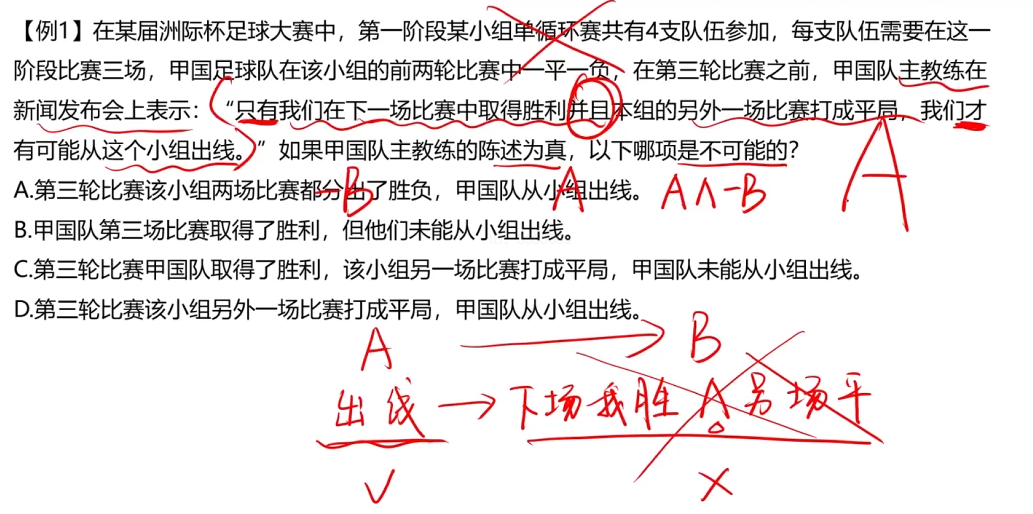 【例1】在某届洲际杯足球大赛中，第一阶段某小组单循环赛共有4支队伍参加，每支队伍需要在这一
阶段比赛三场，甲国足球队在该小组的前两轮比赛中一平一负，在第三轮比赛之前，甲国队主教练在
新闻发布会上表示：“只有我们在下一场比赛中取得胜利并且本组的另外一场比赛打成平局，我们才
有可能从这个小组出线。”如果甲国队主教练的陈述为真，以下哪项是不可能的？
A
A.第三轮比赛该小组两场比赛都分出了胜负，甲国队从小组出线。
-B A A∧-B
B.甲国队第三场比赛取得了胜利，但他们未能从小组出线。
C.第三轮比赛甲国队取得了胜利，该小组另一场比赛打成平局，甲国队未能从小组出线。
D.第三轮比赛该小组另外一场比赛打成平局，甲国队从小组出线。
A → B
出线 → 下场我胜 ∧ 另场平
√ ×